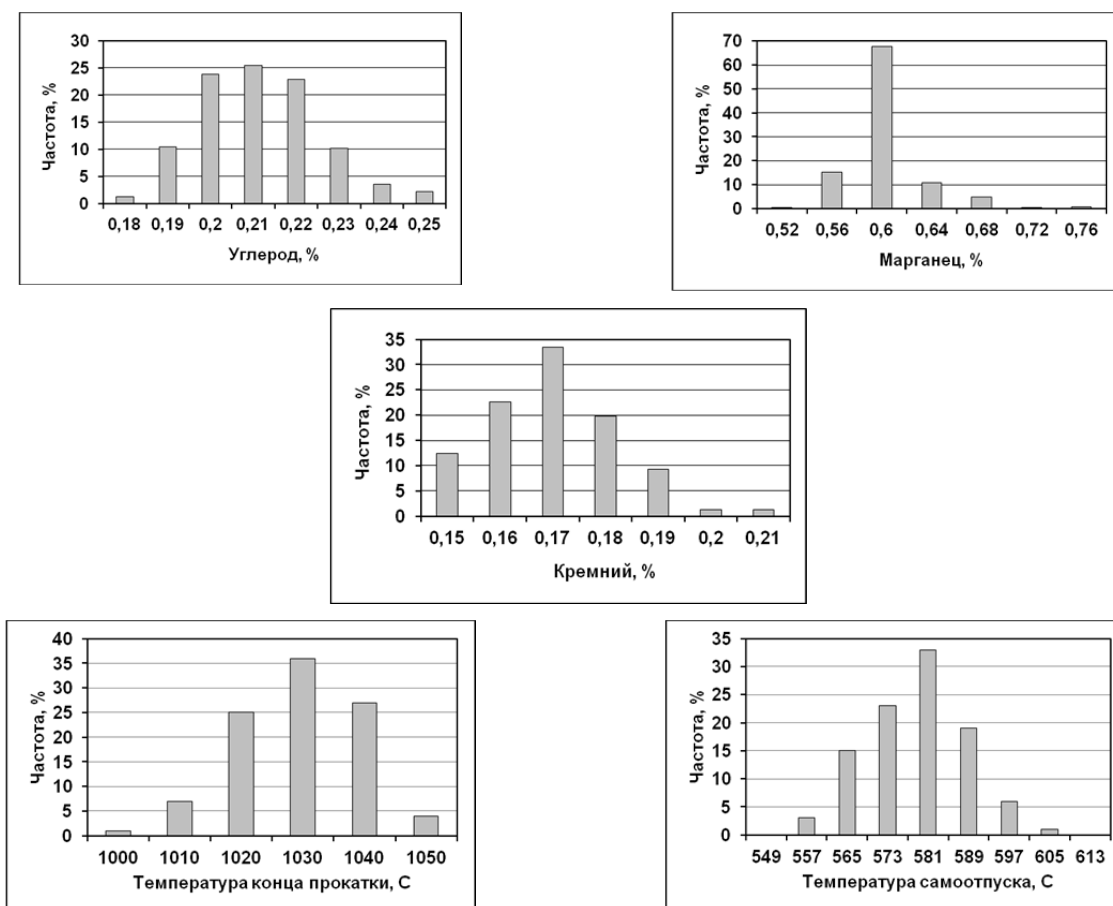 30
25
20
15
10
5
0
Частота, %
0,18 0,19 0,2 0,21 0,22 0,23 0,24 0,25
Углерод, %
70
60
50
40
30
20
10
0
Частота, %
0,52 0,56 0,6 0,64 0,68 0,72 0,76
Марганец, %
35
30
25
20
15
10
5
0
Частота, %
0,15 0,16 0,17 0,18 0,19 0,2 0,21
Кремний, %
40
35
30
25
20
15
10
5
0
Частота, %
1000 1010 1020 1030 1040 1050
Температура конца прокатки, С
35
30
25
20
15
10
5
0
Частота, %
549 557 565 573 581 589 597 605 613
Температура самоотпуска, С